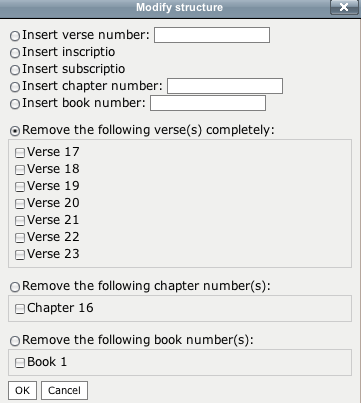 Modify structure
Insert verse number:
Insert inscriptio
Insert subscriptio
Insert chapter number:
Insert book number:
Remove the following verse(s) completely:
Verse 17
Verse 18
Verse 19
Verse 20
Verse 21
Verse 22
Verse 23
Remove the following chapter number(s):
Chapter 16
Remove the following book number(s):
Book 1
OK Cancel